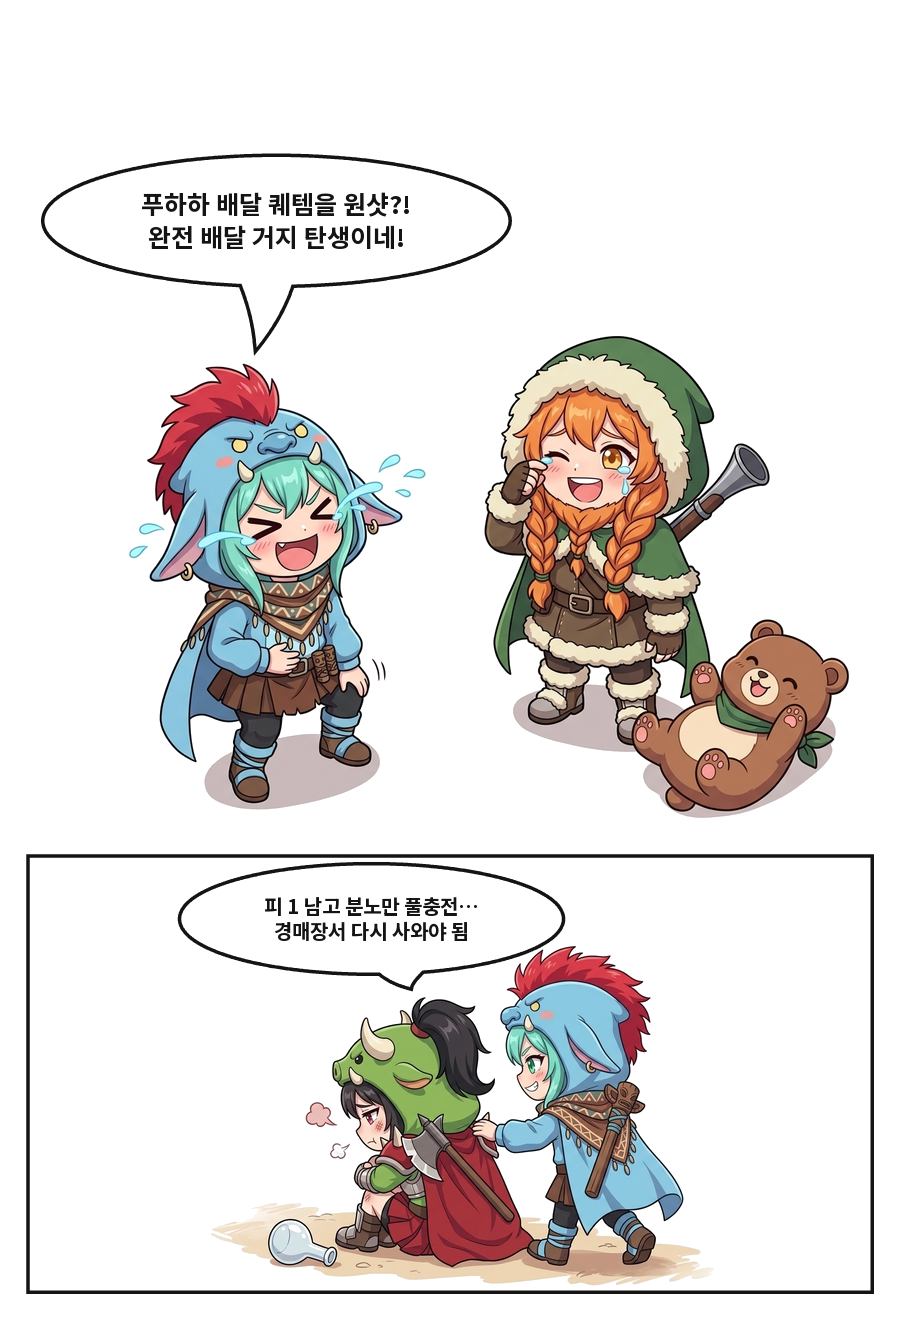 푸하하 배달 퀘템을 원샷?!
완전 배달 거지 탄생이네!
피 1 남고 분노만 풀충전…
경매장서 다시 사와야 됨